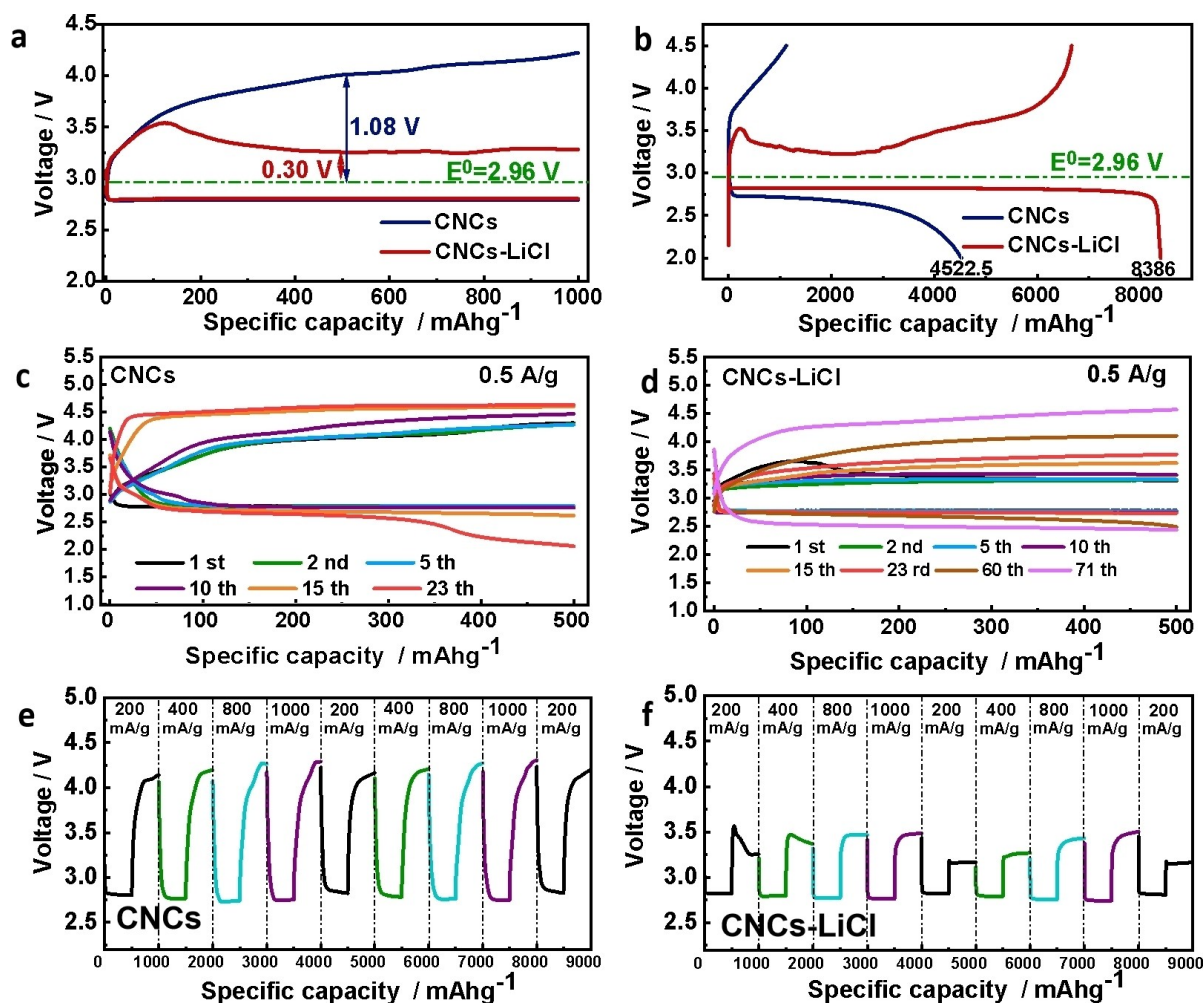 a
Voltage / V
4.5
4.0
3.5
3.0
2.5
2.0
1.08 V
0.30 V
E⁰=2.96 V
CNCs
CNCs-LiCl
0 200 400 600 800 1000
Specific capacity / mAhg⁻¹
b
Voltage / V
4.5
4.0
3.5
3.0
2.5
2.0
E⁰=2.96 V
CNCs
CNCs-LiCl
4522.5
8386
0 2000 4000 6000 8000
Specific capacity / mAhg⁻¹
c
Voltage / V
5.0
4.5
4.0
3.5
3.0
2.5
2.0
1.5
1.0
CNCs 0.5 A/g
1 st 2 nd 5 th
10 th 15 th 23 th
0 100 200 300 400 500
Specific capacity / mAhg⁻¹
d
Voltage / V
5.0
4.5
4.0
3.5
3.0
2.5
2.0
1.5
1.0
CNCs-LiCl 0.5 A/g
1 st 2 nd 5 th 10 th
15 th 23 rd 60 th 71 th
0 100 200 300 400 500
Specific capacity / mAhg⁻¹
e
Voltage / V
5.0
4.5
4.0
3.5
3.0
2.5
200 400 800 1000 200 400 800 1000 200
mA/g mA/g mA/g mA/g mA/g mA/g mA/g mA/g mA/g
CNCs
0 1000 2000 3000 4000 5000 6000 7000 8000 9000
Specific capacity / mAhg⁻¹
f
Voltage / V
5.0
4.5
4.0
3.5
3.0
2.5
200 400 800 1000 200 400 800 1000 200
mA/g mA/g mA/g mA/g mA/g mA/g mA/g mA/g mA/g
CNCs-LiCl
0 1000 2000 3000 4000 5000 6000 7000 8000 9000
Specific capacity / mAhg⁻¹